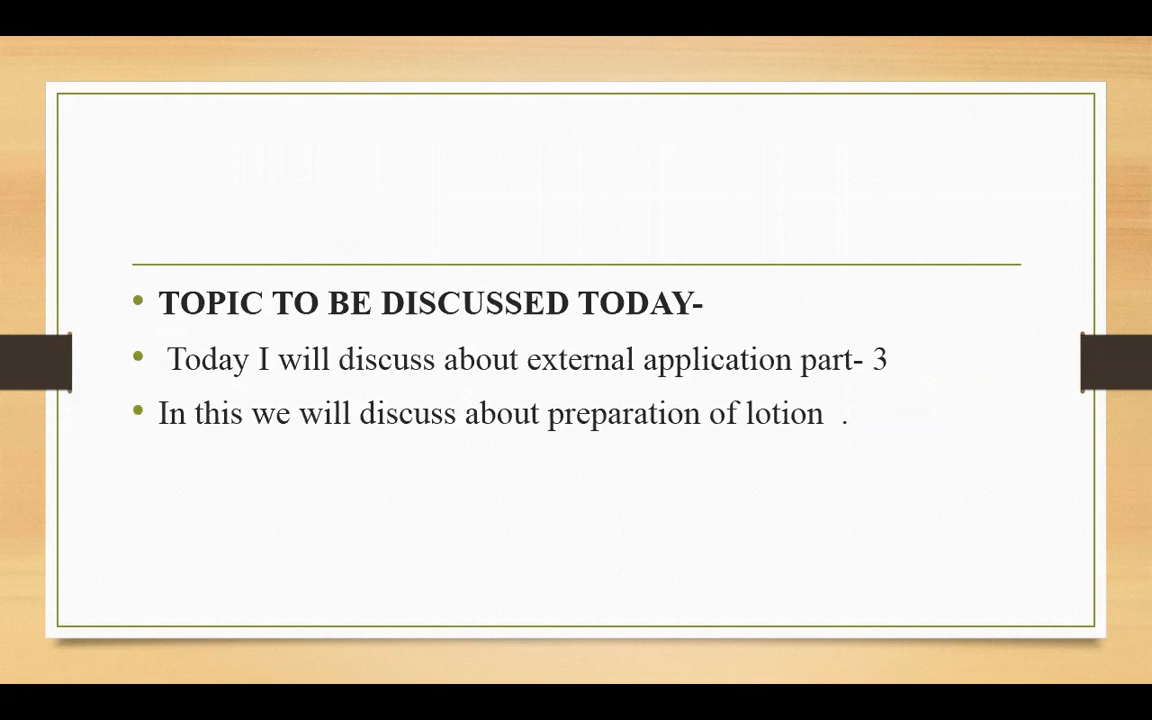 TOPIC TO BE DISCUSSED TODAY-
Today I will discuss about external application part- 3
In this we will discuss about preparation of lotion .